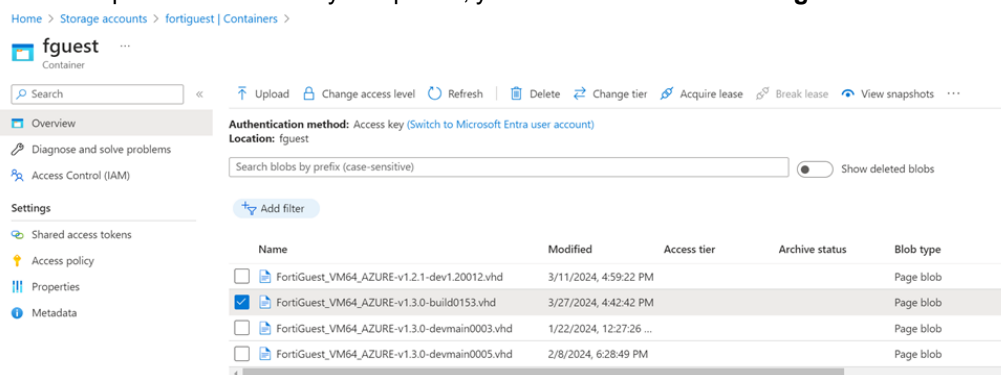 Home > Storage accounts > fortiguest | Containers >
fguest ...
Container
Search
«
Upload Change access level Refresh Delete Change tier Acquire lease Break lease View snapshots ...
Overview
Diagnose and solve problems
Access Control (IAM)
Settings
Shared access tokens
Access policy
Properties
Metadata
Authentication method: Access key (Switch to Microsoft Entra user account)
Location: fguest
Search blobs by prefix (case-sensitive)
Show deleted blobs
Add filter
Name Modified Access tier Archive status Blob type
FortiGuest_VM64_AZURE-v1.2.1-dev1.20012.vhd 3/11/2024, 4:59:22 PM Page blob
FortiGuest_VM64_AZURE-v1.3.0-build0153.vhd 3/27/2024, 4:42:42 PM Page blob
FortiGuest_VM64_AZURE-v1.3.0-devmain0003.vhd 1/22/2024, 12:27:26 ... Page blob
FortiGuest_VM64_AZURE-v1.3.0-devmain0005.vhd 2/8/2024, 6:28:49 PM Page blob